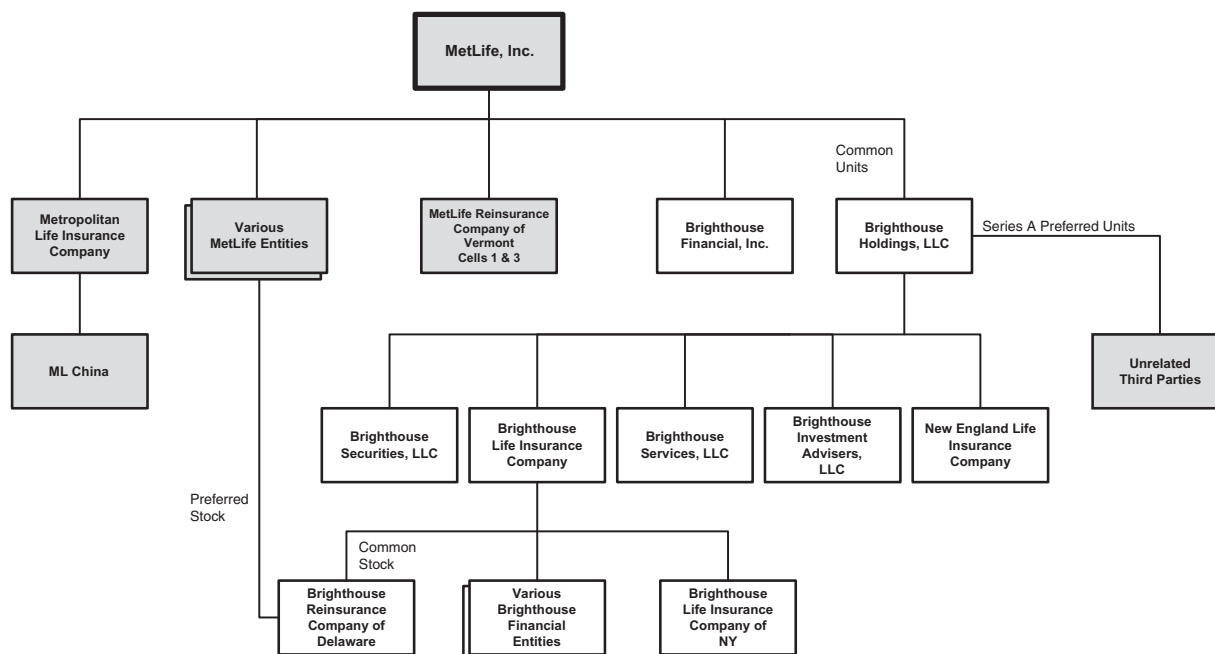 MetLife, Inc.
Common
Units
Metropolitan
Life Insurance
Company
Various
MetLife Entities
MetLife Reinsurance
Company of
Vermont
Cells 1 & 3
Brighthouse
Financial, Inc.
Brighthouse
Holdings, LLC
Series A Preferred Units
ML China
Unrelated
Third Parties
Brighthouse
Securities, LLC
Brighthouse
Life Insurance
Company
Brighthouse
Services, LLC
Brighthouse
Investment
Advisers,
LLC
New England Life
Insurance
Company
Preferred
Stock
Common
Stock
Brighthouse
Reinsurance
Company of
Delaware
Various
Brighthouse
Financial
Entities
Brighthouse
Life Insurance
Company of
NY